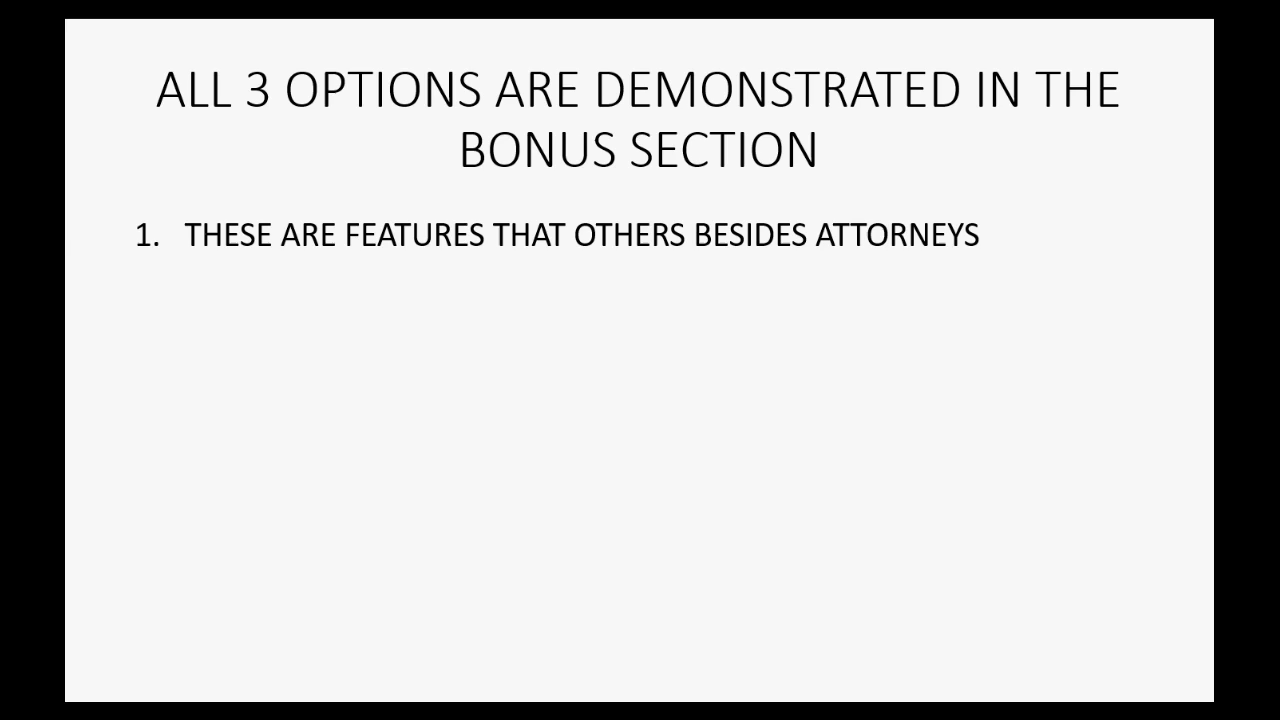 ALL 3 OPTIONS ARE DEMONSTRATED IN THE
BONUS SECTION
1. THESE ARE FEATURES THAT OTHERS BESIDES ATTORNEYS